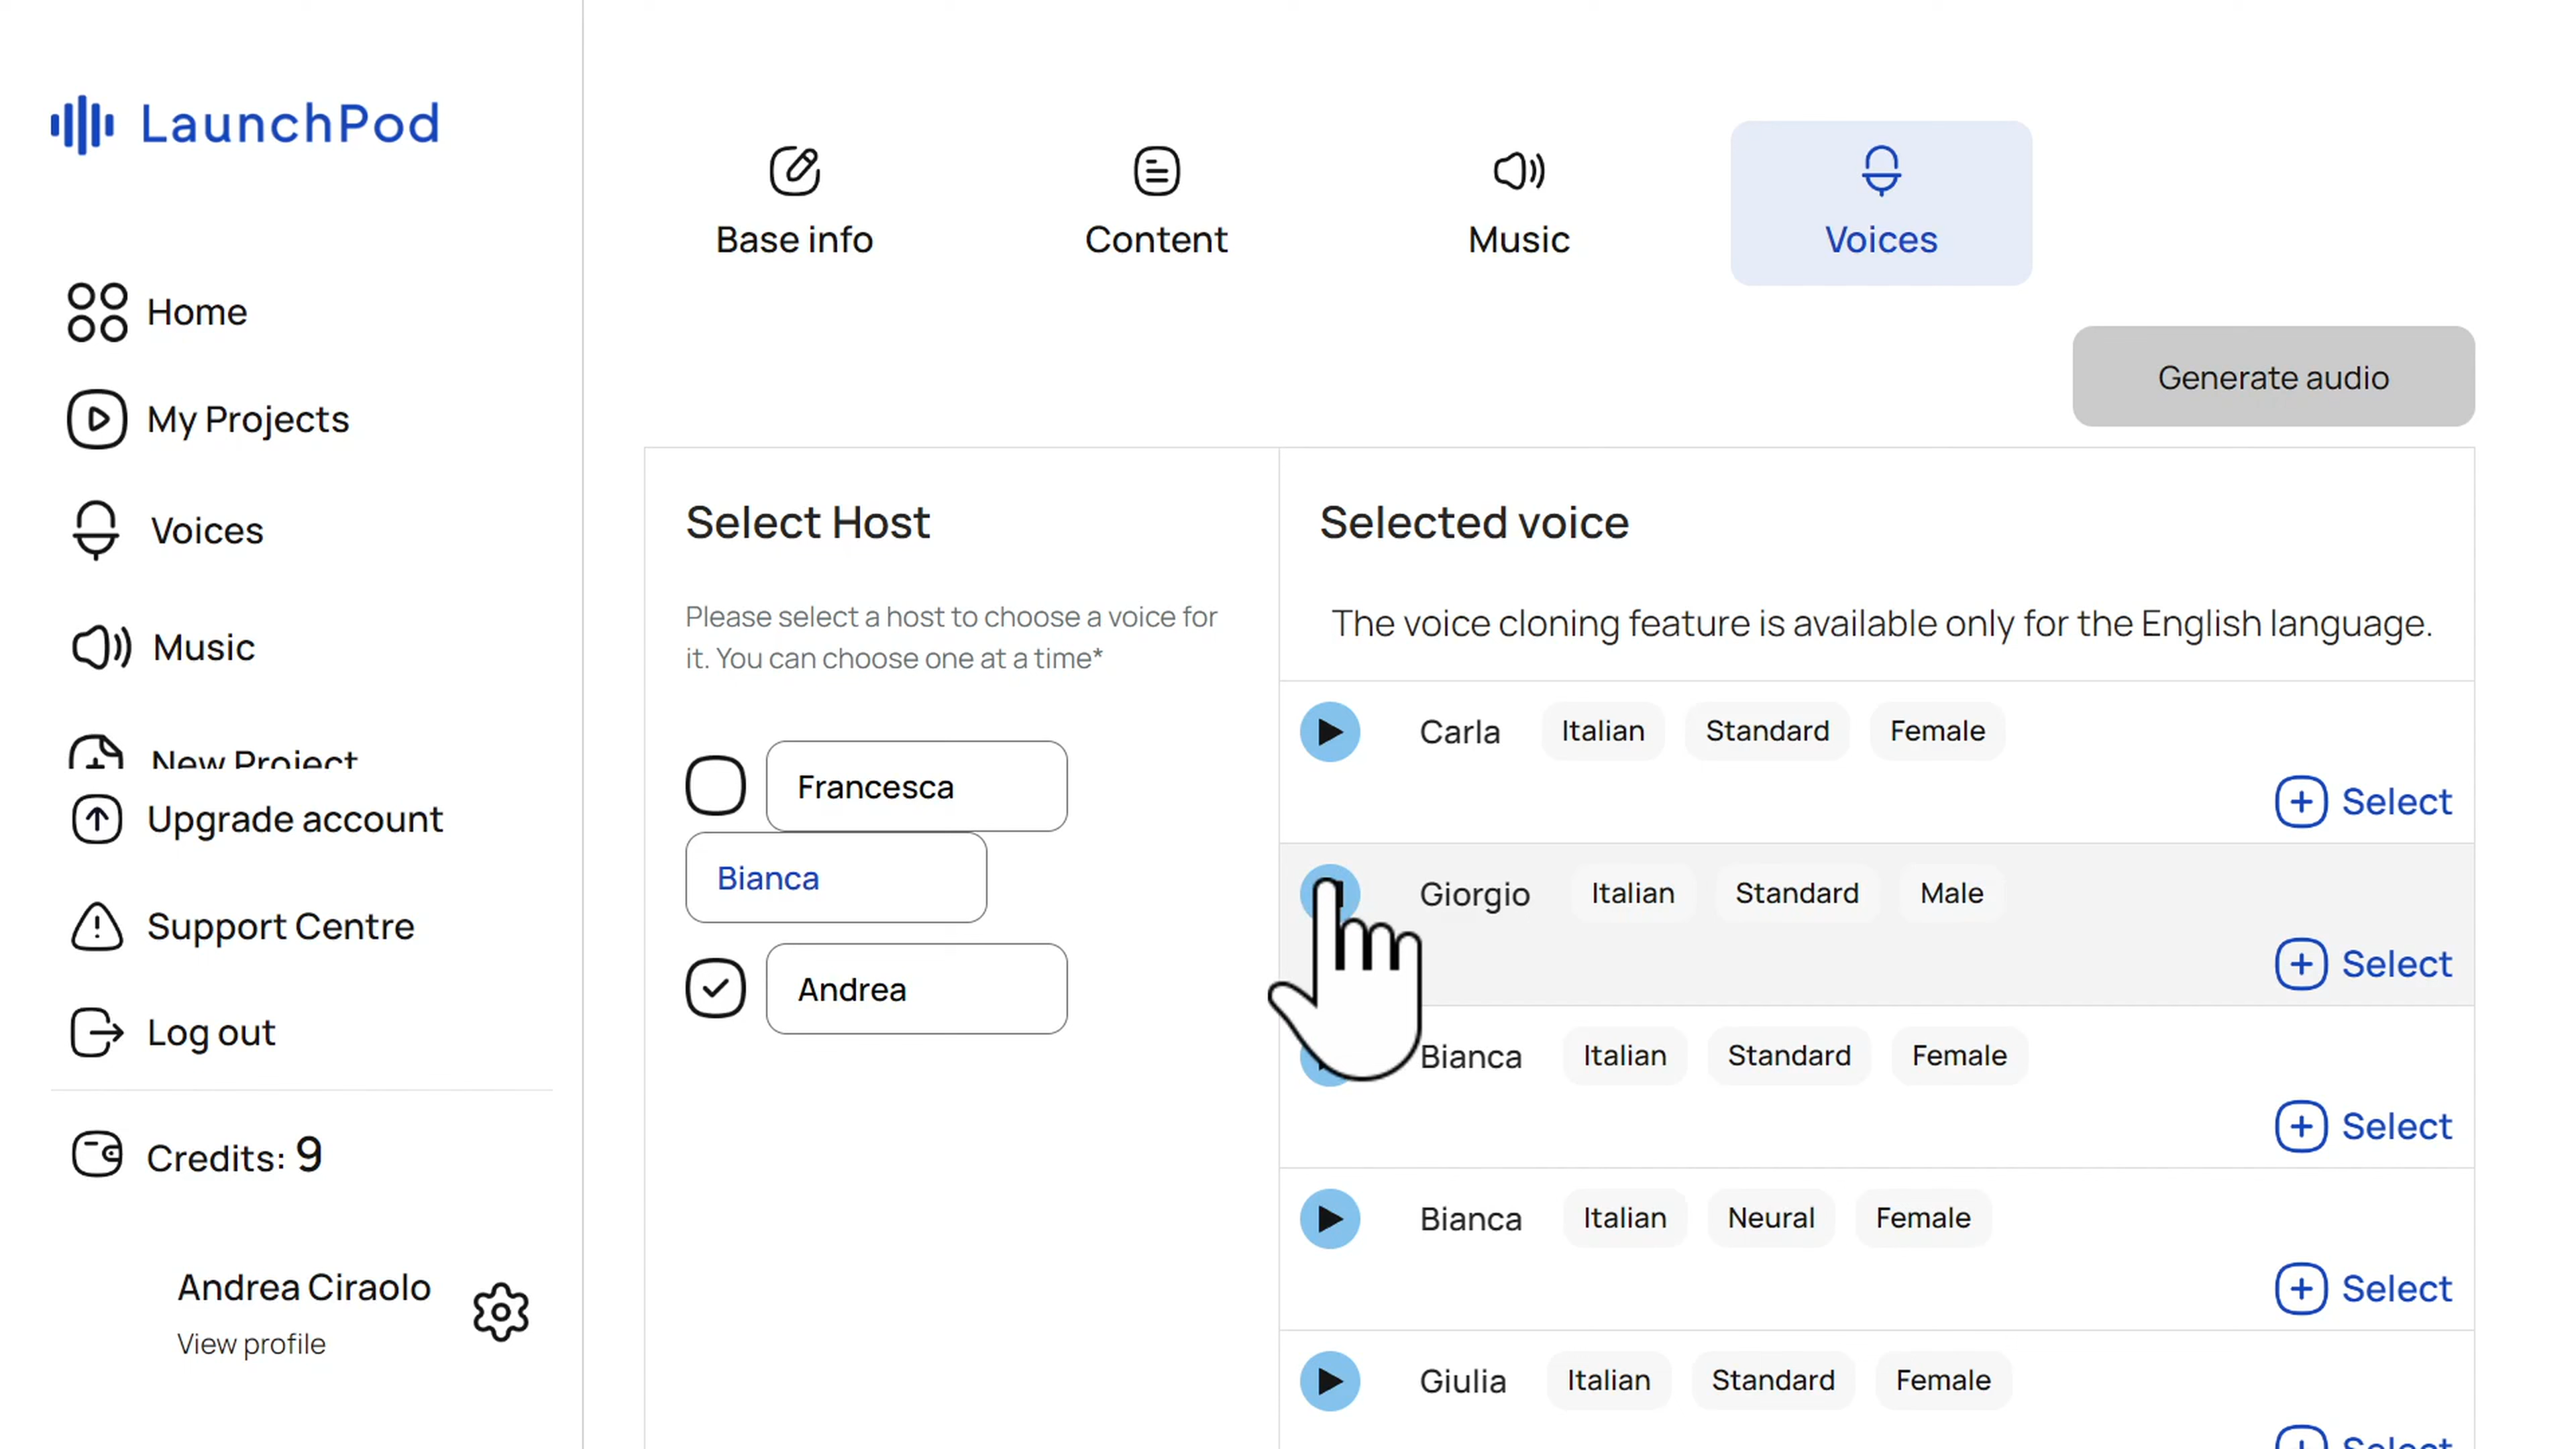 LaunchPod
Home
My Projects
Voices
Music
New Project
Upgrade account
Support Centre
Log out
Credits: 9
Andrea Ciraolo
View profile
Base info
Content
Music
Voices
Generate audio
Select Host
Please select a host to choose a voice for
it. You can choose one at a time*
Francesca
Bianca
Andrea
Selected voice
The voice cloning feature is available only for the English language.
Carla Italian Standard Female
Select
Giorgio Italian Standard Male
Select
Bianca Italian Standard Female
Select
Bianca Italian Neural Female
Select
Giulia Italian Standard Female
Select